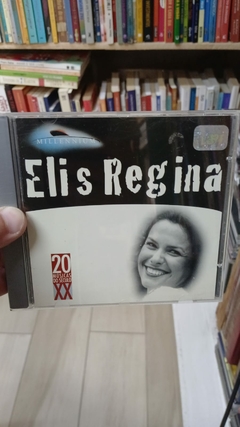 MILLENNIUM
Elis Regina
20
MÚSICAS
DO SÉCULO
XX